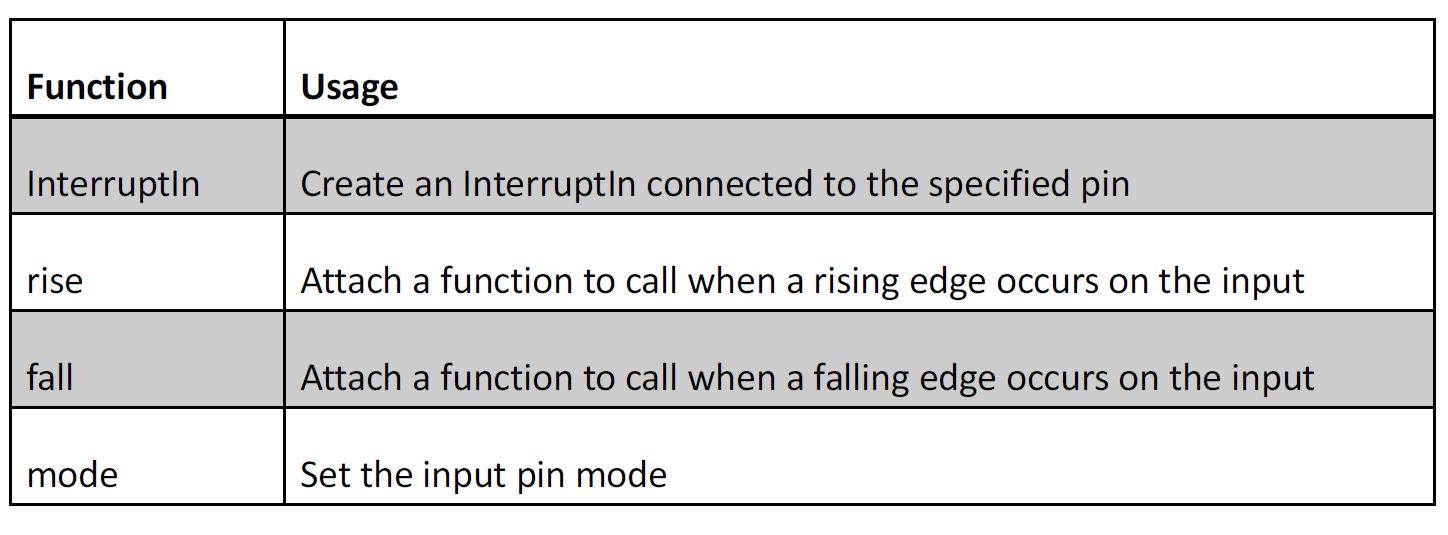 Function Usage
InterruptIn Create an InterruptIn connected to the specified pin
rise Attach a function to call when a rising edge occurs on the input
fall Attach a function to call when a falling edge occurs on the input
mode Set the input pin mode